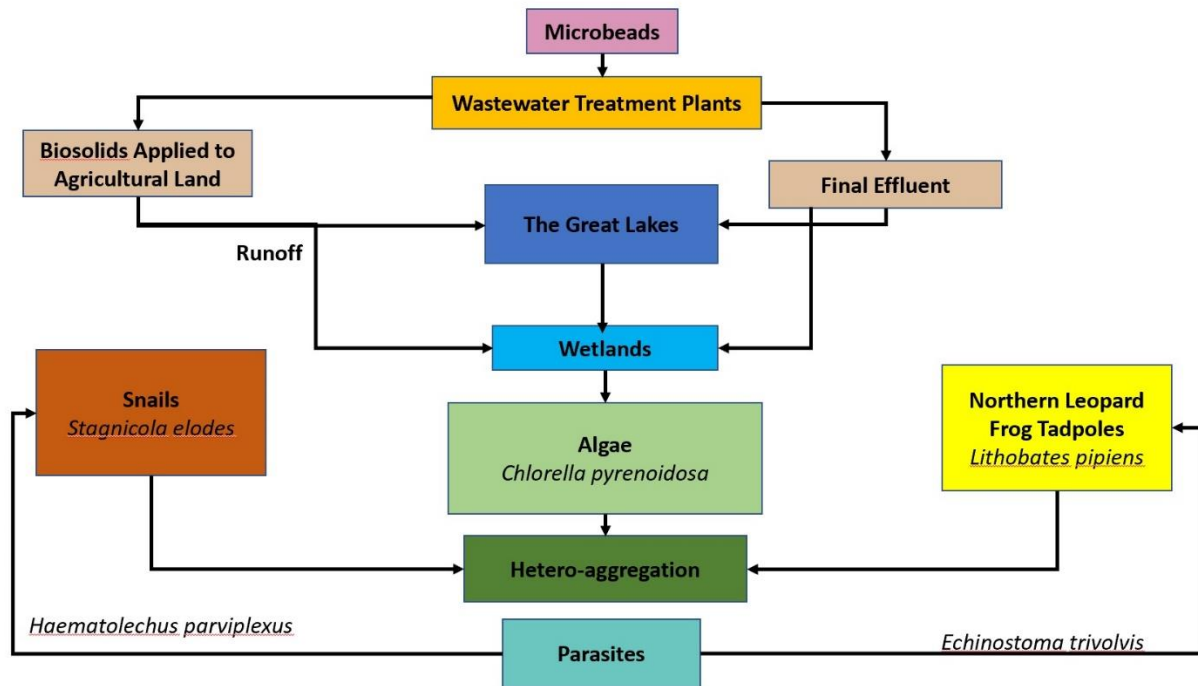 Microbeads
Wastewater Treatment Plants
Biosolids Applied to
Agricultural Land
Final Effluent
The Great Lakes
Runoff
Wetlands
Snails
Stagnicola elodes
Algae
Chlorella pyrenoidosa
Northern Leopard
Frog Tadpoles
Lithobates pipiens
Hetero-aggregation
Haematolechus parviplexus
Parasites
Echinostoma trivolvis